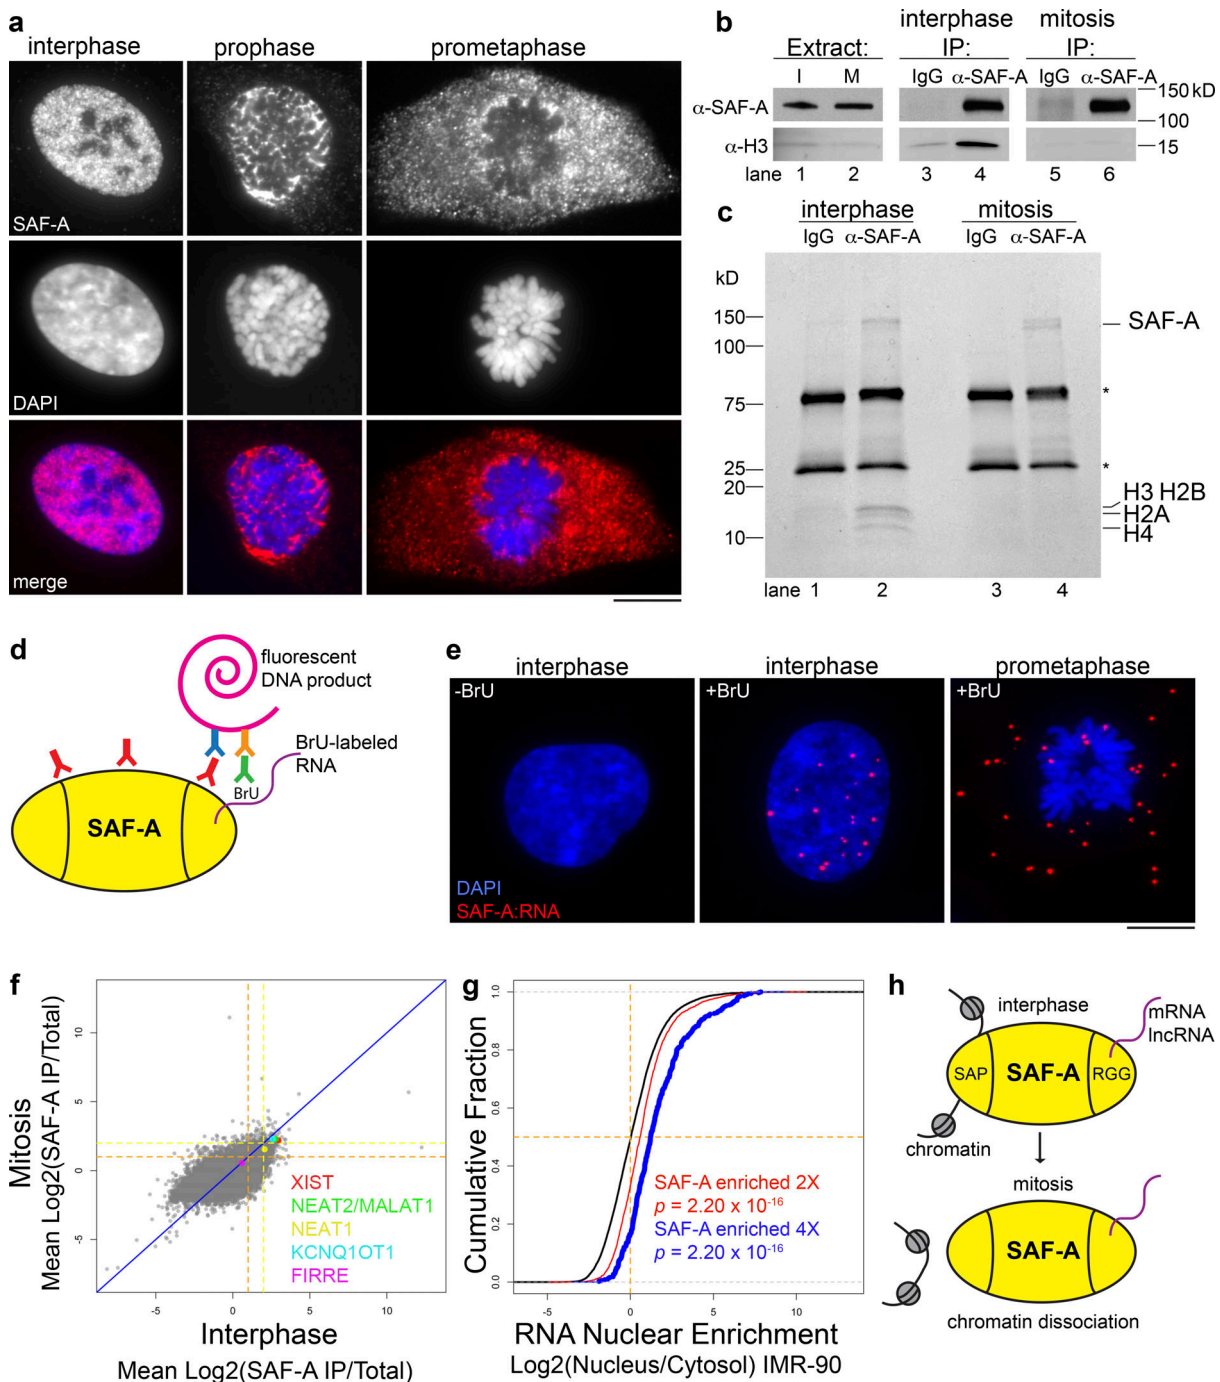 a
interphase
prophase
prometaphase
SAF-A
DAPI
merge
b
interphase
mitosis
Extract:
IP:
IP:
I M
IgG α-SAF-A
IgG α-SAF-A
150 kD
α-SAF-A
100
α-H3
15
lane 1 2 3 4 5 6
c
interphase
mitosis
IgG α-SAF-A
IgG α-SAF-A
kD
150
SAF-A
100
*
75
25
*
20
H3 H2B
H2A
H4
10
lane 1 2 3 4
d
fluorescent
DNA product
BrU-labeled
RNA
BrU
SAF-A
e
interphase
interphase
prometaphase
-BrU
+BrU
+BrU
DAPI
SAF-A:RNA
f
Mitosis
Mean Log2(SAF-A IP/Total)
10
5
0
-5
XIST
NEAT2/MALAT1
NEAT1
KCNQ1OT1
FIRRE
-5 0 5 10
Interphase
Mean Log2(SAF-A IP/Total)
g
Cumulative Fraction
1.0
0.8
0.6
0.4
0.2
0.0
SAF-A enriched 2X
p = 2.20 x 10-16
SAF-A enriched 4X
p = 2.20 x 10-16
-5 0 5 10
RNA Nuclear Enrichment
Log2(Nucleus/Cytosol) IMR-90
h
interphase
mRNA
lncRNA
SAP
SAF-A
RGG
chromatin
mitosis
SAF-A
chromatin dissociation